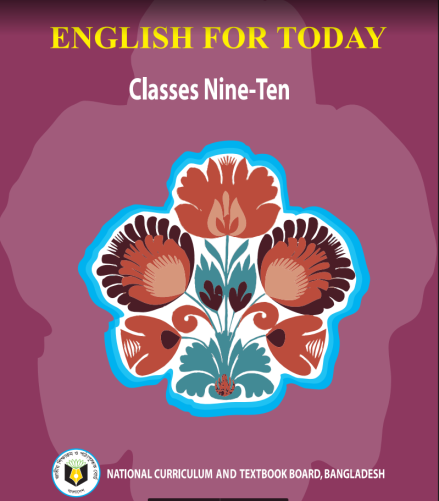 ENGLISH FOR TODAY
Classes Nine-Ten
NATIONAL CURRICULUM AND TEXTBOOK BOARD, BANGLADESH